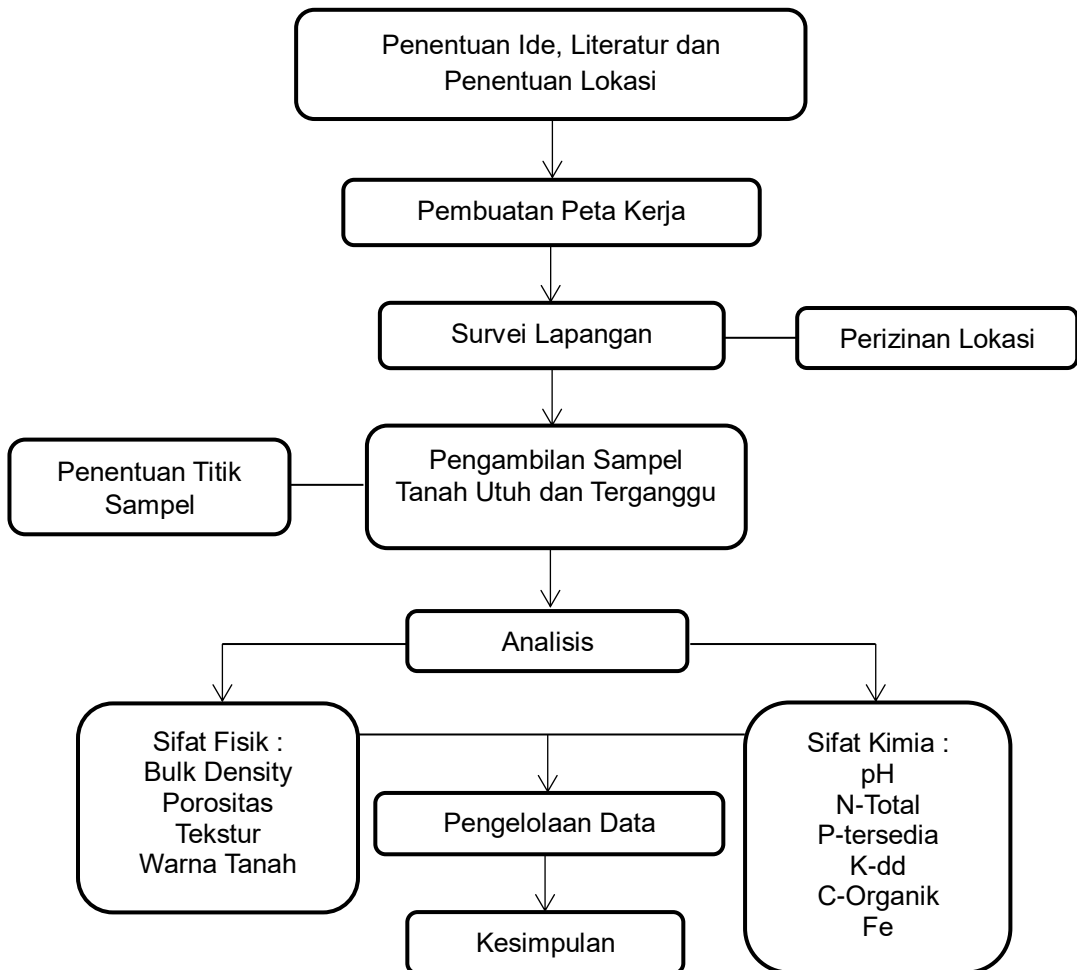 Penentuan Ide, Literatur dan
Penentuan Lokasi
Pembuatan Peta Kerja
Survei Lapangan
Perizinan Lokasi
Penentuan Titik
Sampel
Pengambilan Sampel
Tanah Utuh dan Terganggu
Analisis
Sifat Fisik :
Bulk Density
Porositas
Tekstur
Warna Tanah
Sifat Kimia :
pH
N-Total
P-tersedia
K-dd
C-Organik
Fe
Pengelolaan Data
Kesimpulan